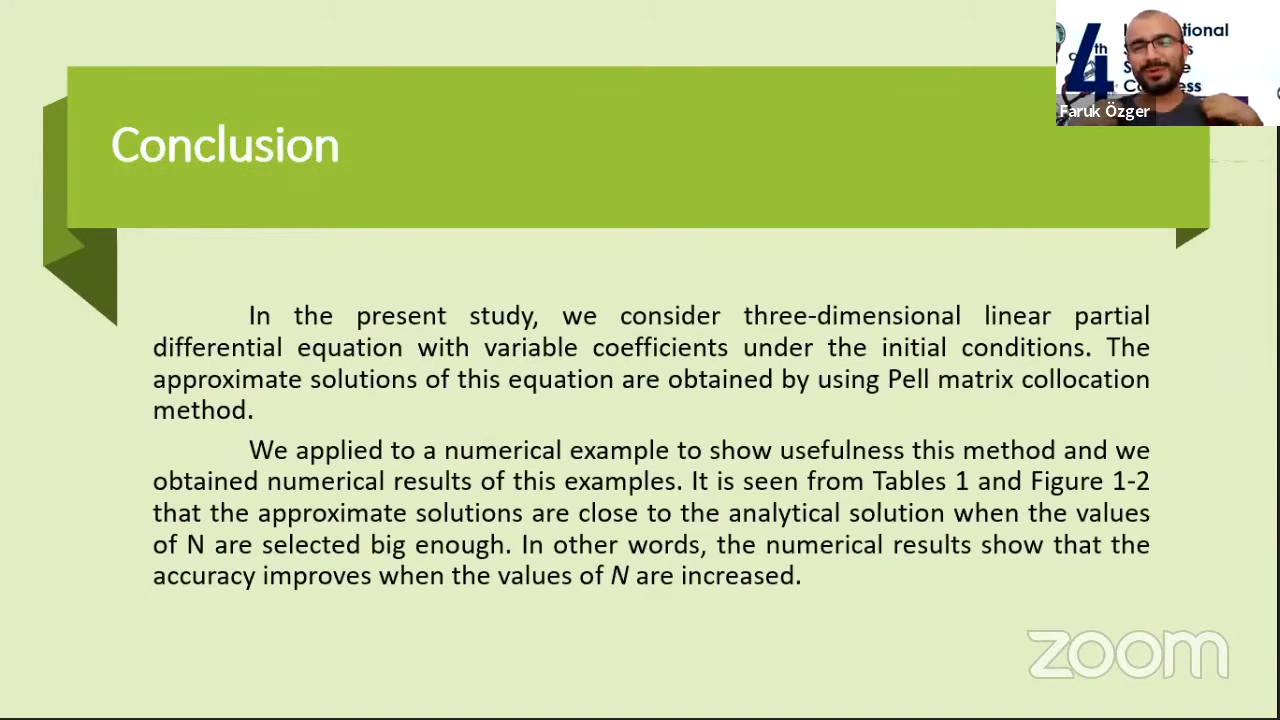 Conclusion
4th
Faruk Özger
In the present study, we consider three-dimensional linear partial
differential equation with variable coefficients under the initial conditions. The
approximate solutions of this equation are obtained by using Pell matrix collocation
method.
We applied to a numerical example to show usefulness this method and we
obtained numerical results of this examples. It is seen from Tables 1 and Figure 1-2
that the approximate solutions are close to the analytical solution when the values
of N are selected big enough. In other words, the numerical results show that the
accuracy improves when the values of N are increased.
zoom